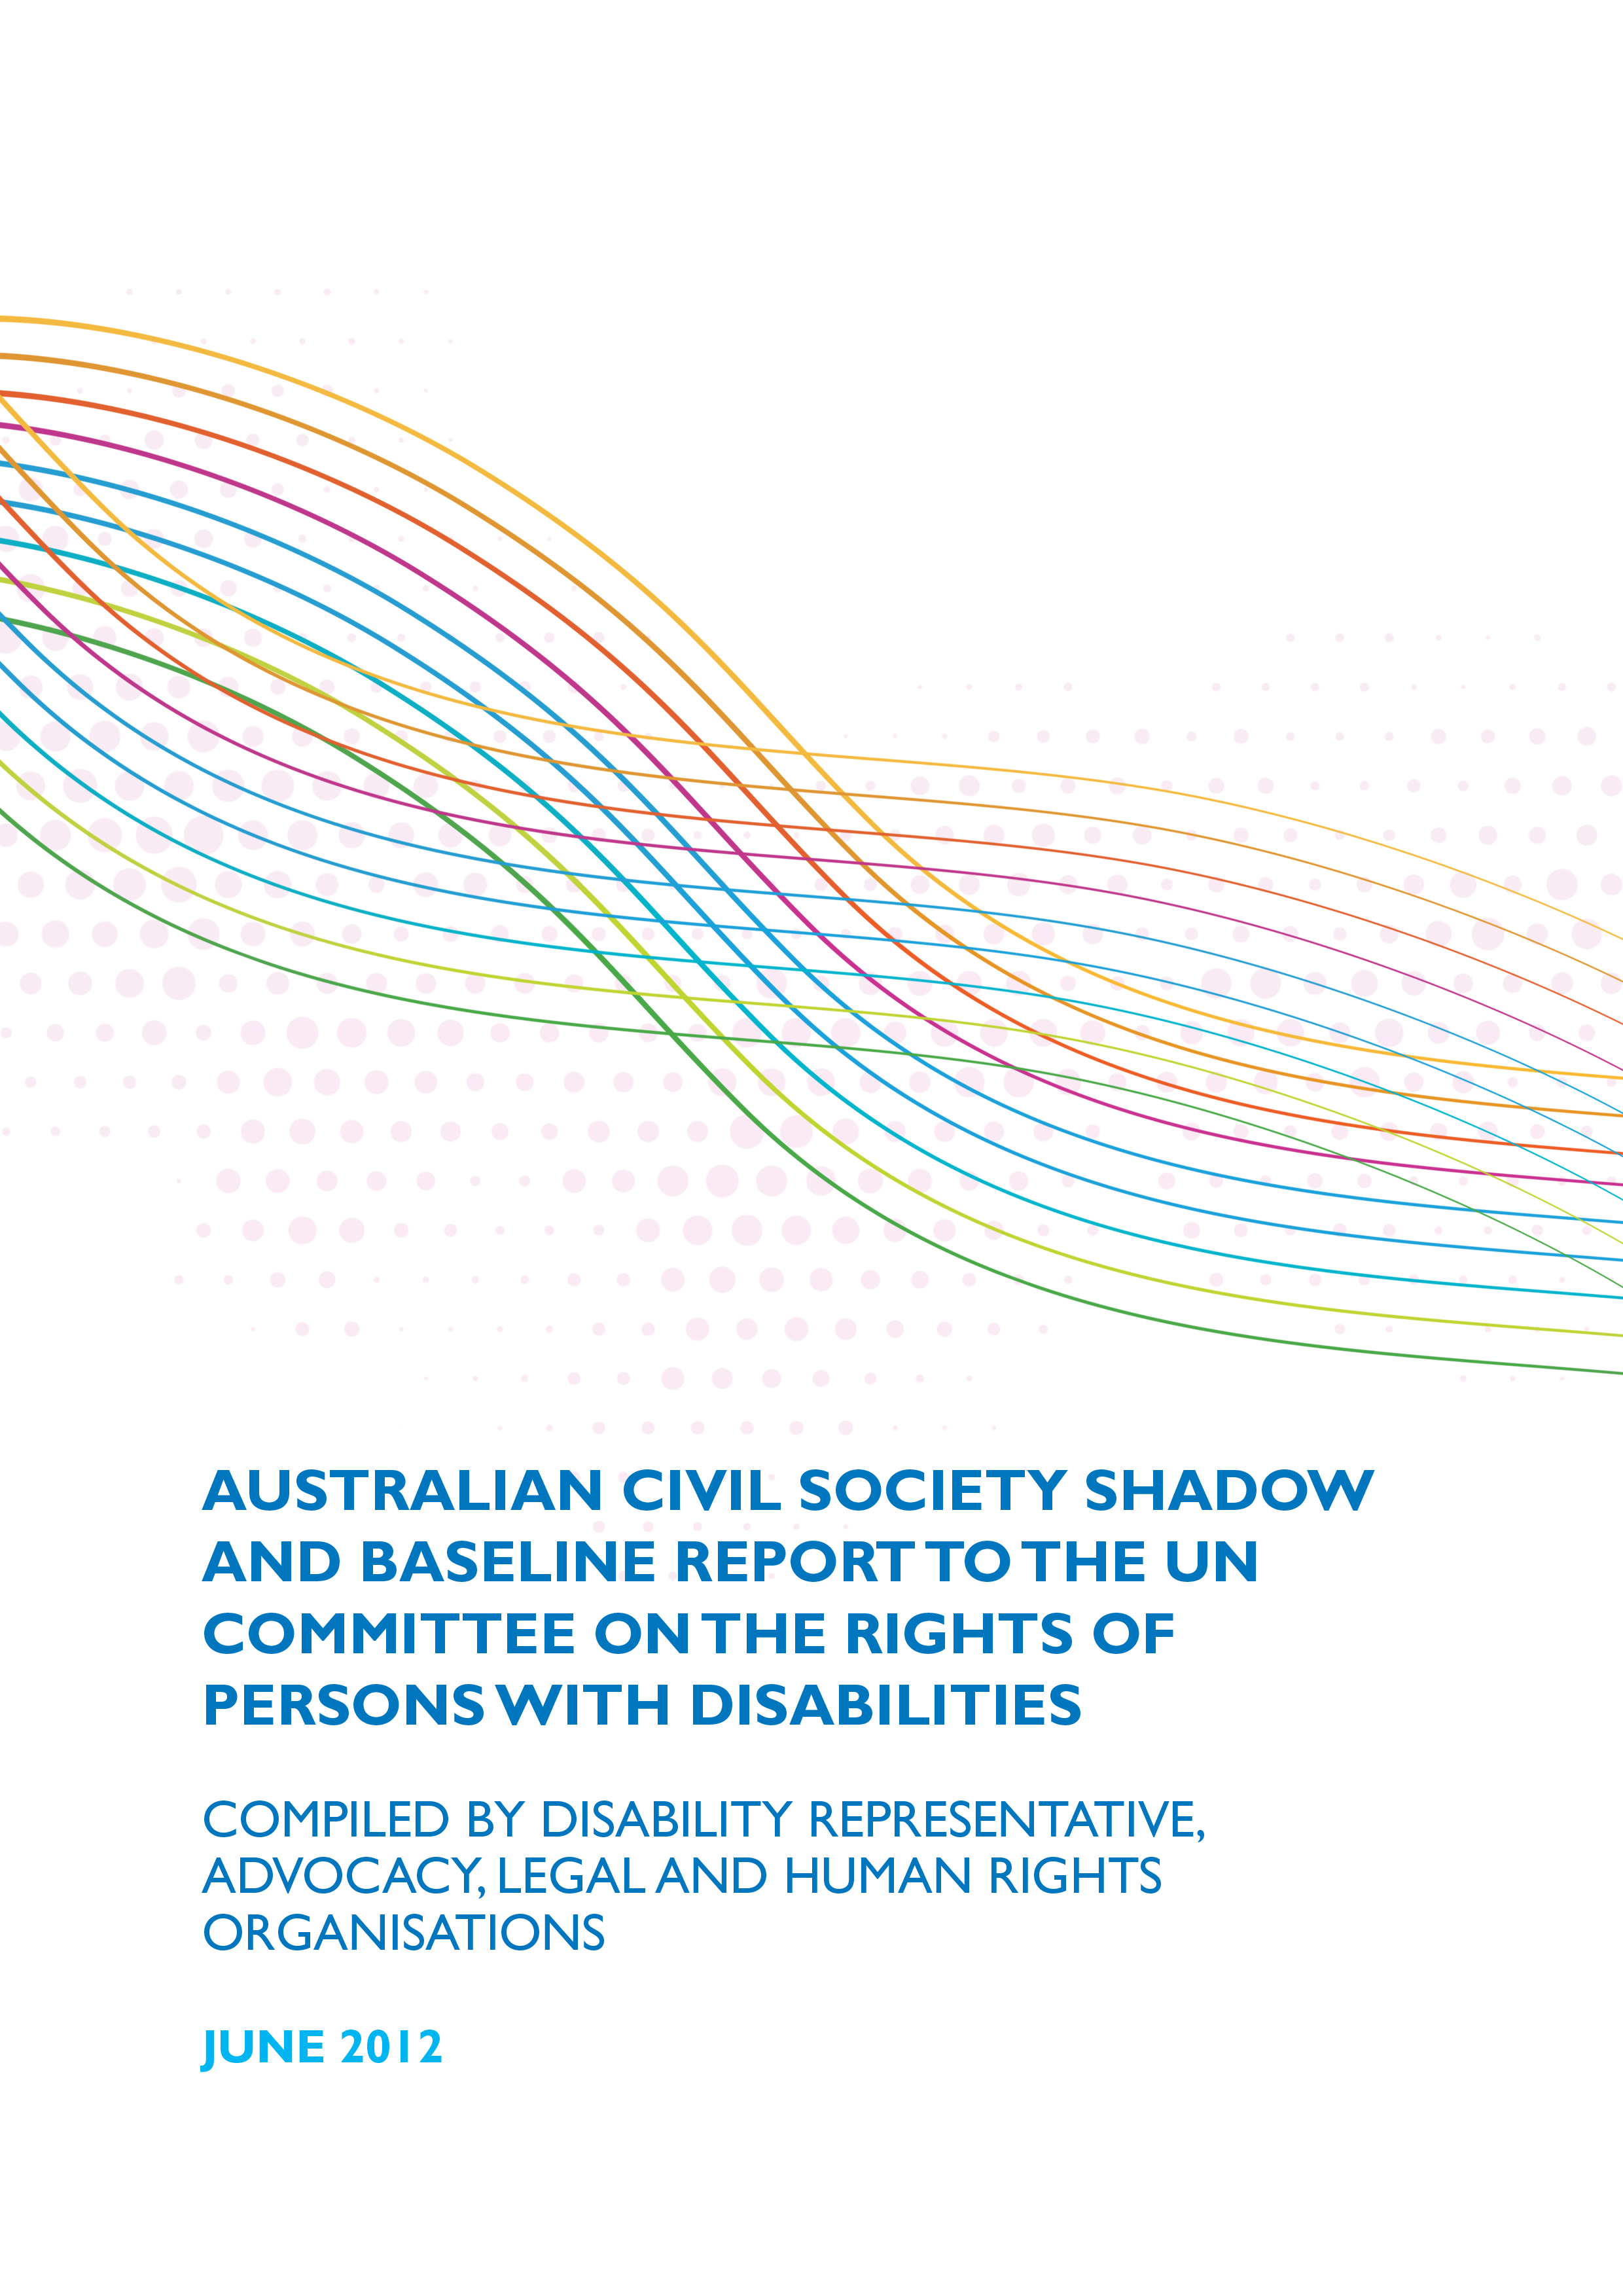 AUSTRALIAN CIVIL SOCIETY SHADOW
AND BASELINE REPORT TO THE UN
COMMITTEE ON THE RIGHTS OF
PERSONS WITH DISABILITIES
COMPILED BY DISABILITY REPRESENTATIVE,
ADVOCACY, LEGAL AND HUMAN RIGHTS
ORGANISATIONS
JUNE 2012